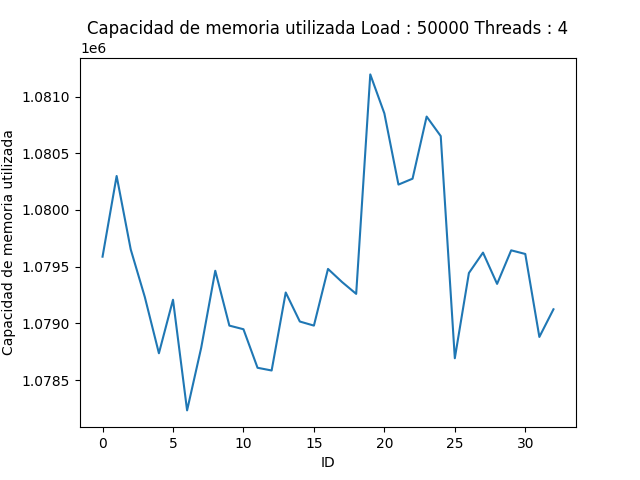 Capacidad de memoria utilizada Load : 50000 Threads : 4
1e6
1.0810
1.0805
1.0800
1.0795
1.0790
1.0785
Capacidad de memoria utilizada
0 5 10 15 20 25 30
ID